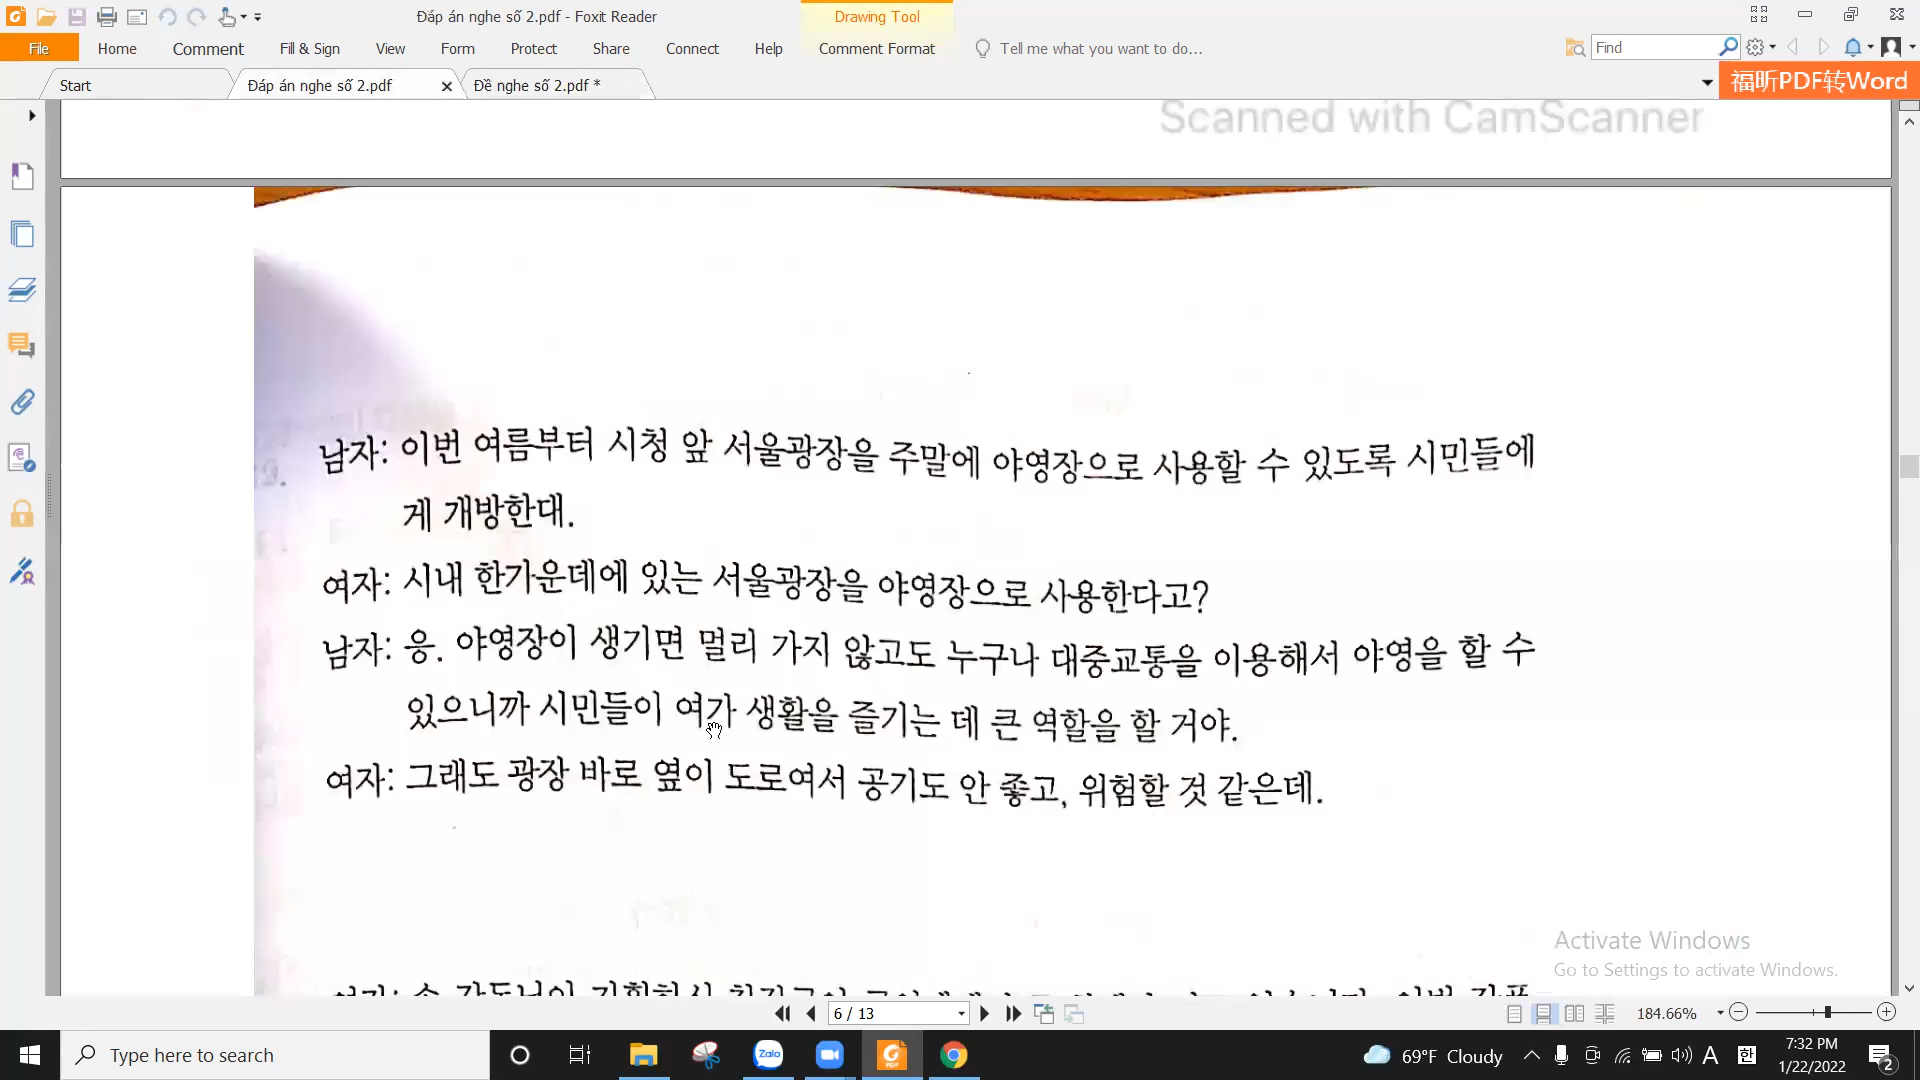 Đáp án nghe số 2.pdf - Foxit Reader
Drawing Tool
File Home Comment Fill & Sign View Form Protect Share Connect Help Comment Format Tell me what you want to do... Find
Start Đáp án nghe số 2.pdf Đề nghe số 2.pdf * 福昕PDF转Word
Scanned with CamScanner
남자: 이번 여름부터 시청 앞 서울광장을 주말에 야영장으로 사용할 수 있도록 시민들에
게 개방한대.
여자: 시내 한가운데에 있는 서울광장을 야영장으로 사용한다고?
남자: 응. 야영장이 생기면 멀리 가지 않고도 누구나 대중교통을 이용해서 야영을 할 수
있으니까 시민들이 여가 생활을 즐기는 데 큰 역할을 할 거야.
여자: 그래도 광장 바로 옆이 도로여서 공기도 안 좋고, 위험할 것 같은데.
Activate Windows
Go to Settings to activate Windows.
6 / 13 184.66%
Type here to search Zalo 69°F Cloudy A 한 7:32 PM
1/22/2022 2